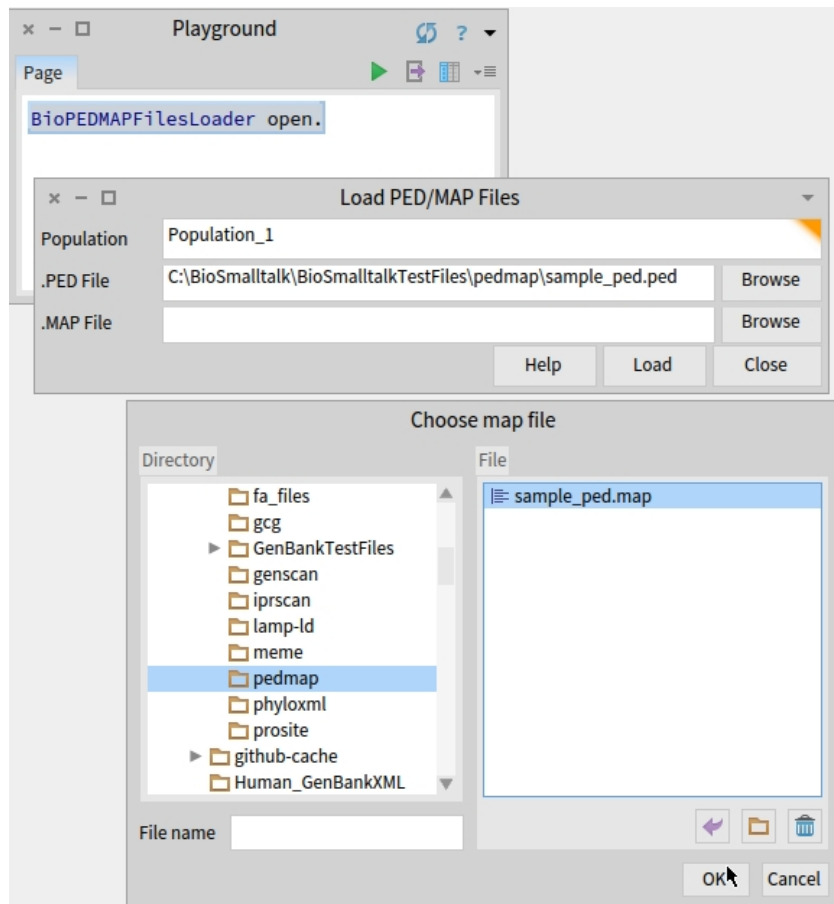 Playground
?
Page
BioPEDMAPFilesLoader open.
Load PED/MAP Files
Population Population_1
.PED File C:\BioSmalltalk\BioSmalltalkTestFiles\pedmap\sample_ped.ped Browse
.MAP File Browse
Help Load Close
Choose map file
Directory File
fa_files
sample_ped.map
gcg
GenBankTestFiles
genscan
iprscan
lamp-ld
meme
pedmap
phyloxml
prosite
github-cache
Human_GenBankXML
File name
OK Cancel